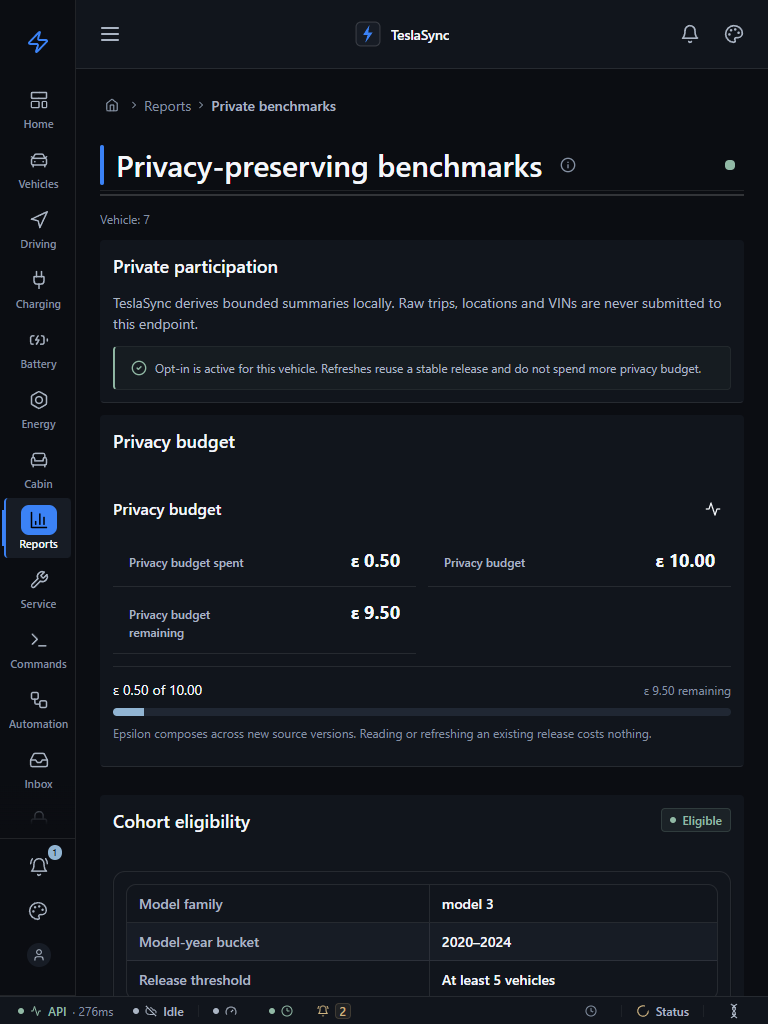 TeslaSync
Home
Vehicles
Driving
Charging
Battery
Energy
Cabin
Reports
Service
Commands
Automation
Inbox
1
Reports
Private benchmarks
Privacy-preserving benchmarks
Vehicle: 7
Private participation
TeslaSync derives bounded summaries locally. Raw trips, locations and VINs are never submitted to
this endpoint.
Opt-in is active for this vehicle. Refreshes reuse a stable release and do not spend more privacy budget.
Privacy budget
Privacy budget
Privacy budget spent
ε 0.50
Privacy budget
ε 10.00
Privacy budget
remaining
ε 9.50
ε 0.50 of 10.00
ε 9.50 remaining
Epsilon composes across new source versions. Reading or refreshing an existing release costs nothing.
Cohort eligibility
Eligible
Model family
model 3
Model-year bucket
2020–2024
Release threshold
At least 5 vehicles
API · 276ms
Idle
2
Status